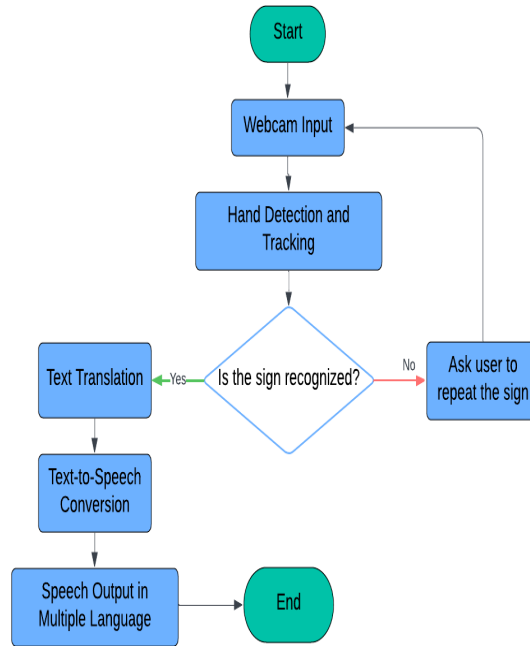 Start
Webcam Input
Hand Detection and
Tracking
Is the sign recognized?
Yes
No
Text Translation
Ask user to
repeat the sign
Text-to-Speech
Conversion
Speech Output in
Multiple Language
End